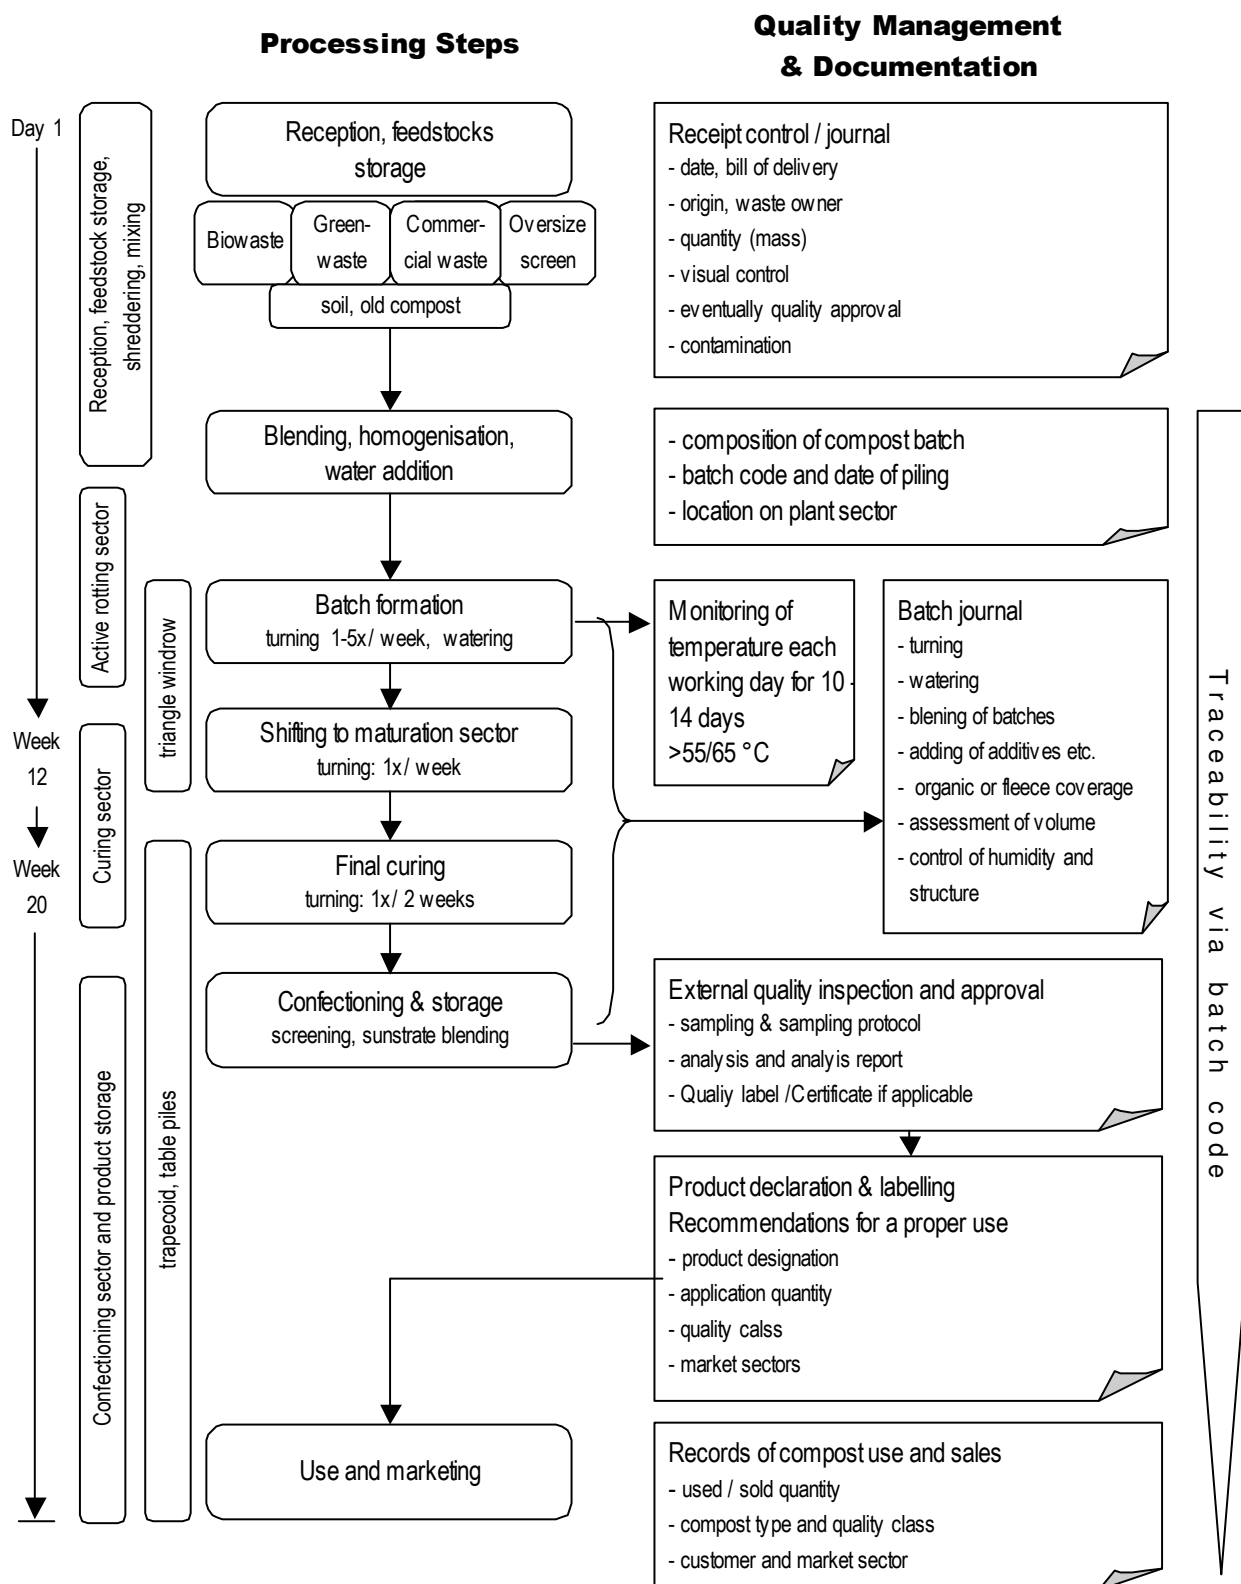 Processing Steps
Quality Management
& Documentation
Day 1
Week
12
Week
20
Reception, feedstock storage,
shreddering, mixing
Active rotting sector
Curing sector
Confectioning sector and product storage
triangle windrow
trapecoid, table piles
Reception, feedstocks
storage
Biowaste
Green-
waste
Commer-
cial waste
Oversize
screen
soil, old compost
Blending, homogenisation,
water addition
Batch formation
turning 1-5x/ week, watering
Shifting to maturation sector
turning: 1x/ week
Final curing
turning: 1x/ 2 weeks
Confectioning & storage
screening, sunstrate blending
Use and marketing
Receipt control / journal
- date, bill of delivery
- origin, waste owner
- quantity (mass)
- visual control
- eventually quality approval
- contamination
- composition of compost batch
- batch code and date of piling
- location on plant sector
Monitoring of
temperature each
working day for 10 -
14 days
>55/65 °C
Batch journal
- turning
- watering
- blening of batches
- adding of additives etc.
- organic or fleece coverage
- assessment of volume
- control of humidity and
structure
External quality inspection and approval
- sampling & sampling protocol
- analysis and analyis report
- Qualiy label /Certificate if applicable
Product declaration & labelling
Recommendations for a proper use
- product designation
- application quantity
- quality calss
- market sectors
Records of compost use and sales
- used / sold quantity
- compost type and quality class
- customer and market sector
Traceability via batch code